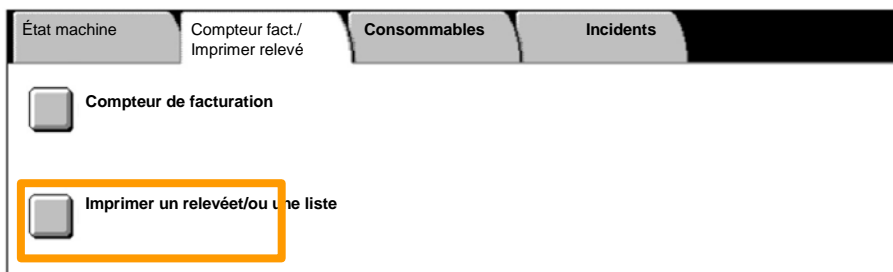 État machine
Compteur fact./
Imprimer relevé
Consommables
Incidents
Compteur de facturation
Imprimer un relevéet/ou une liste